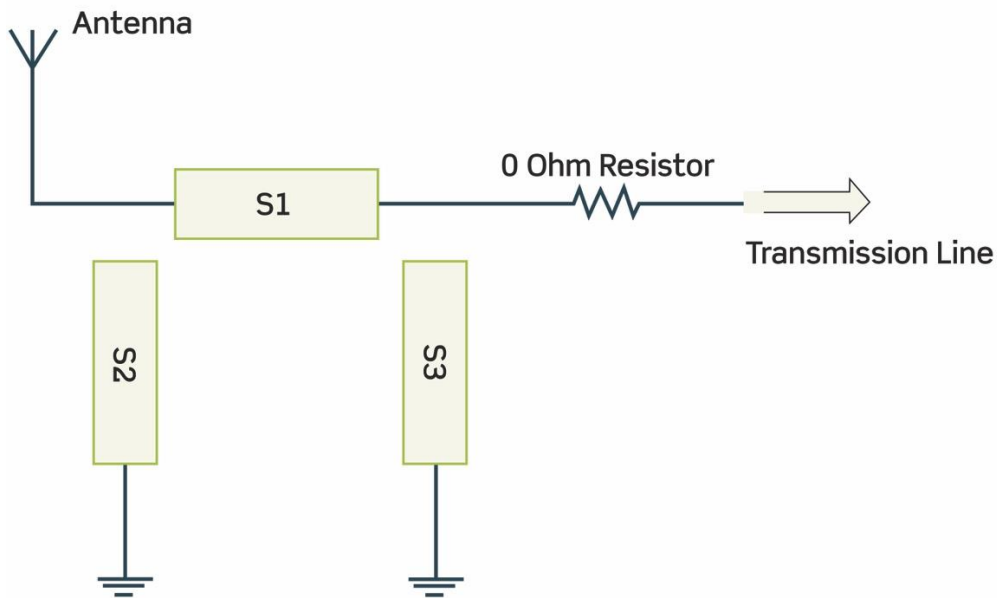 Antenna
0 Ohm Resistor
S1
Transmission Line
S2
S3